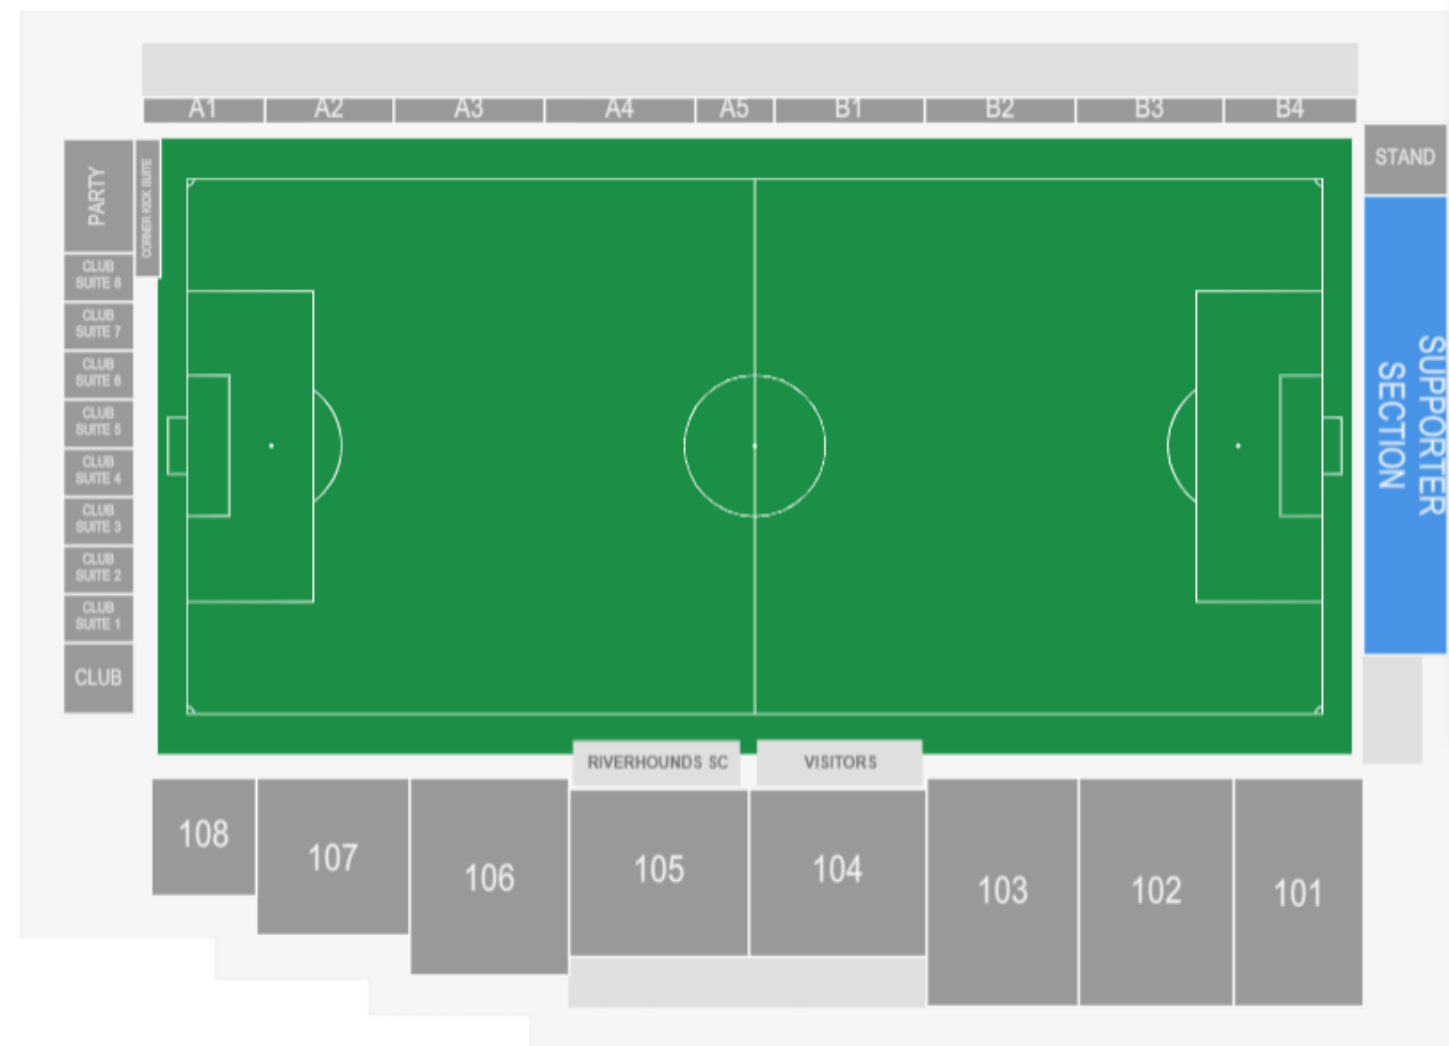 A1
A2
A3
A4
A5
B1
B2
B3
B4
STAND
PARTY
CORNER KICK SUITE
CLUB
SUITE 8
CLUB
SUITE 7
CLUB
SUITE 6
CLUB
SUITE 5
CLUB
SUITE 4
CLUB
SUITE 3
CLUB
SUITE 2
CLUB
SUITE 1
CLUB
SUPPORTER
SECTION
RIVERHOUNDS SC
VISITORS
108
107
106
105
104
103
102
101